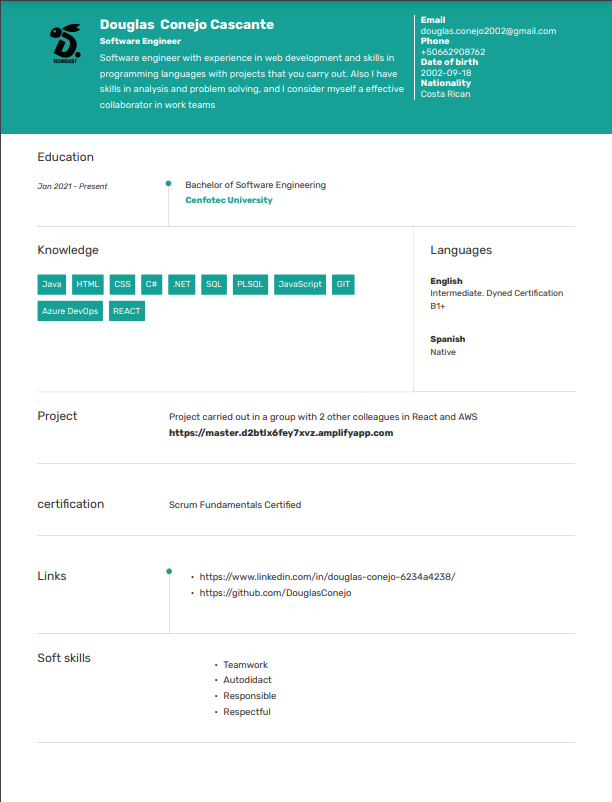 Douglas Conejo Cascante
Software Engineer
Software engineer with experience in web development and skills in
programming languages with projects that you carry out. Also I have
skills in analysis and problem solving, and I consider myself a effective
collaborator in work teams
TECHNOLOGY
Email
douglas.conejo2002@gmail.com
Phone
+50662908762
Date of birth
2002-09-18
Nationality
Costa Rican
Education
Jan 2021 - Present
Bachelor of Software Engineering
Cenfotec University
Knowledge
Java HTML CSS C# .NET SQL PLSQL JavaScript GIT
Azure DevOps REACT
Languages
English
Intermediate. Dyned Certification
B1+
Spanish
Native
Project
Project carried out in a group with 2 other colleagues in React and AWS
https://master.d2btlx6fey7xvz.amplifyapp.com
certification
Scrum Fundamentals Certified
Links
• https://www.linkedin.com/in/douglas-conejo-6234a4238/
• https://github.com/DouglasConejo
Soft skills
• Teamwork
• Autodidact
• Responsible
• Respectful